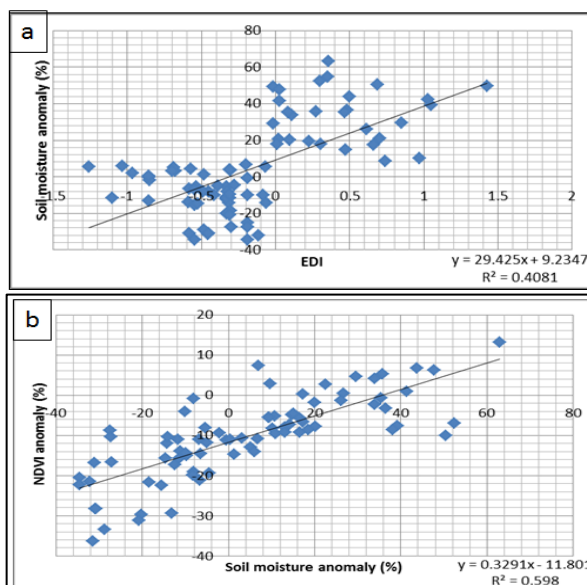 a
80
60
40
20
0
-1.5 -1 -0.5 0 0.5 1 1.5 2
-20
-40
Soil moisture anomaly (%)
EDI
y = 29.425x + 9.2347
R² = 0.4081
b
20
10
0
-40 -20 0 20 40 60 80
-10
-20
-30
-40
NDVI anomaly (%)
Soil moisture anomaly (%)
y = 0.3291x - 11.80
R² = 0.598